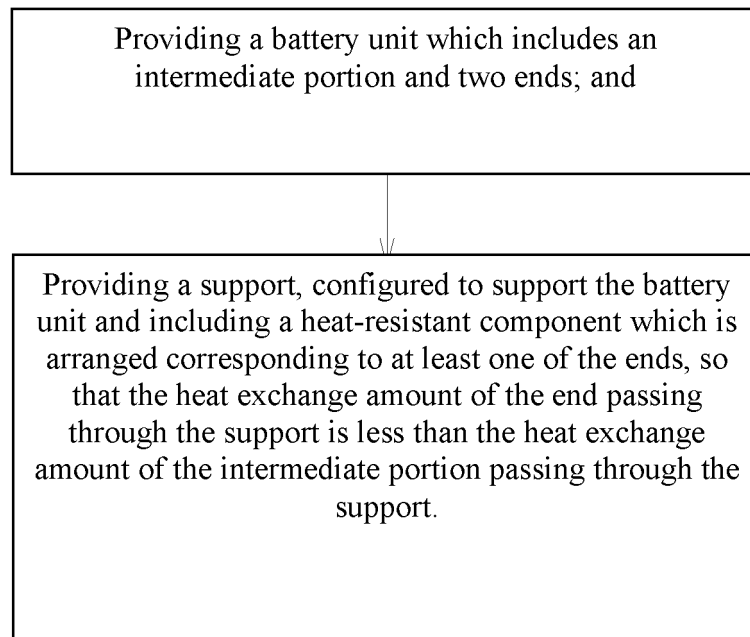 Providing a battery unit which includes an
intermediate portion and two ends; and
Providing a support, configured to support the battery
unit and including a heat-resistant component which is
arranged corresponding to at least one of the ends, so
that the heat exchange amount of the end passing
through the support is less than the heat exchange
amount of the intermediate portion passing through the
support.